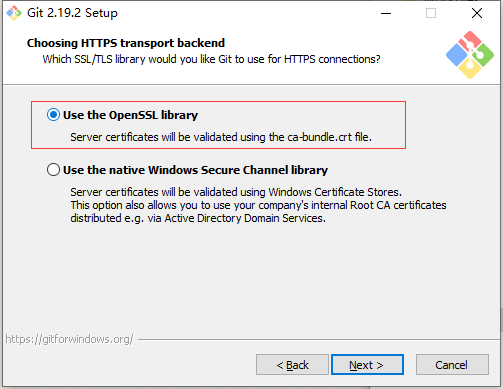 Git 2.19.2 Setup
Choosing HTTPS transport backend
Which SSL/TLS library would you like Git to use for HTTPS connections?
Use the OpenSSL library
Server certificates will be validated using the ca-bundle.crt file.
Use the native Windows Secure Channel library
Server certificates will be validated using Windows Certificate Stores.
This option also allows you to use your company's internal Root CA certificates
distributed e.g. via Active Directory Domain Services.
https://gitforwindows.org/
< Back
Next >
Cancel